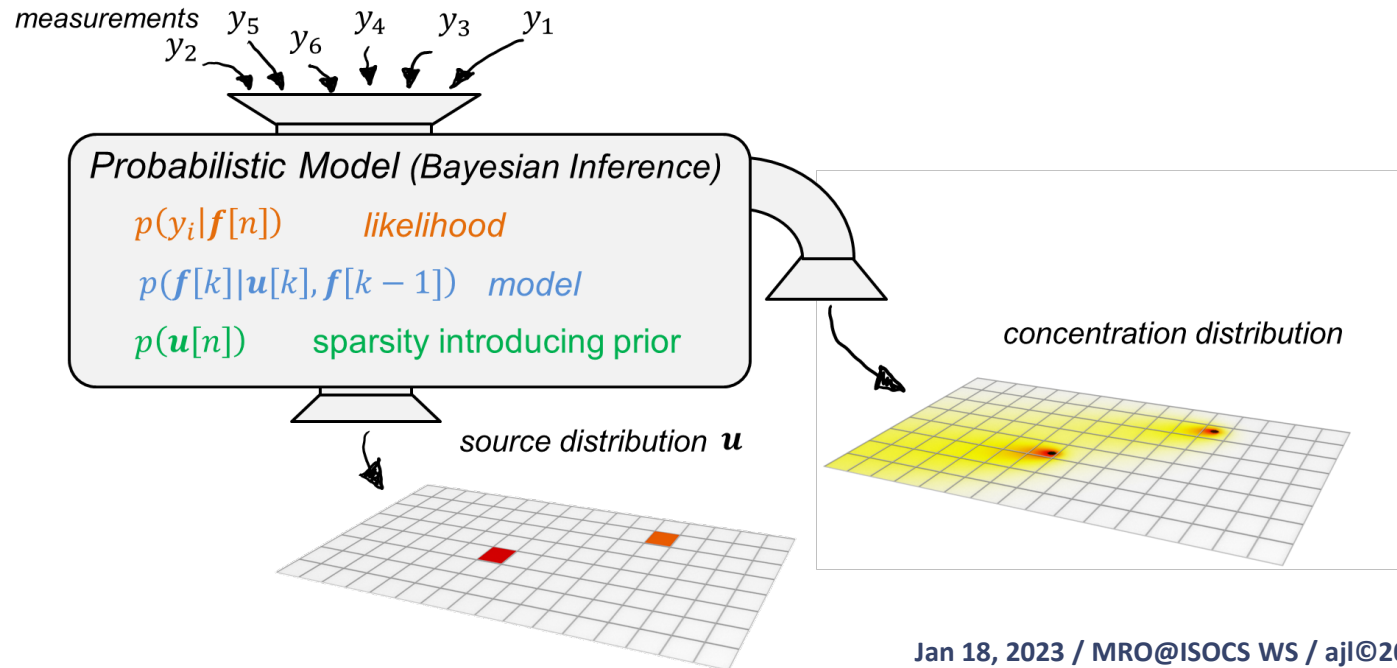 measurements y₅ y₄ y₃ y₁
y₂ y₆
Probabilistic Model (Bayesian Inference)
p(yᵢ|f[n]) likelihood
p(f[k]|u[k], f[k − 1]) model
p(u[n]) sparsity introducing prior
concentration distribution
source distribution u
Jan 18, 2023 / MRO@ISOCS WS / ajl©